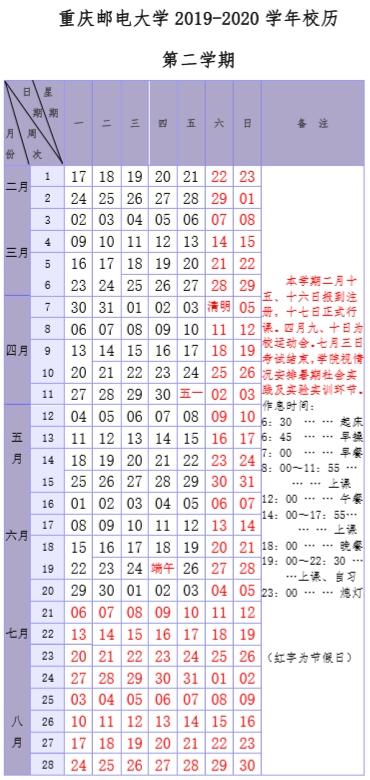 重庆邮电大学 2019-2020 学年校历
第二学期
日 星
期 期
月 周
份 次
一 二 三 四 五 六 日 备 注
二月
1 17 18 19 20 21 22 23
2 24 25 26 27 28 29 01
三月
3 02 03 04 05 06 07 08
4 09 10 11 12 13 14 15
5 16 17 18 19 20 21 22
6 23 24 25 26 27 28 29
四月
7 30 31 01 02 03 清明 05
8 06 07 08 09 10 11 12
9 13 14 15 16 17 18 19
10 20 21 22 23 24 25 26
11 27 28 29 30 五一 02 03
五月
12 04 05 06 07 08 09 10
13 11 12 13 14 15 16 17
14 18 19 20 21 22 23 24
15 25 26 27 28 29 30 31
六月
16 01 02 03 04 05 06 07
17 08 09 10 11 12 13 14
18 15 16 17 18 19 20 21
19 22 23 24 端午 26 27 28
20 29 30 01 02 03 04 05
七月
21 06 07 08 09 10 11 12
22 13 14 15 16 17 18 19
23 20 21 22 23 24 25 26
24 27 28 29 30 31 01 02
八月
25 03 04 05 06 07 08 09
26 10 11 12 13 14 15 16
27 17 18 19 20 21 22 23
28 24 25 26 27 28 29 30
本学期二月十
五、十六日报到注
册，十七日正式行
课。四月九、十日为
校运动会。七月三日
考试结束，学院视情
况安排暑期社会实
践及实验实训环节。
作息时间：
6：30 … … 起床
6：45 … … 早操
7：00 … … 早餐
8：00～11：55 …
… … 上课
12：00 … … 午餐
14：00～17：55…
… … 上课
18：00 … … 晚餐
19：00～22：30 …
…上课、自习
23：00 … … 熄灯
（红字为节假日）